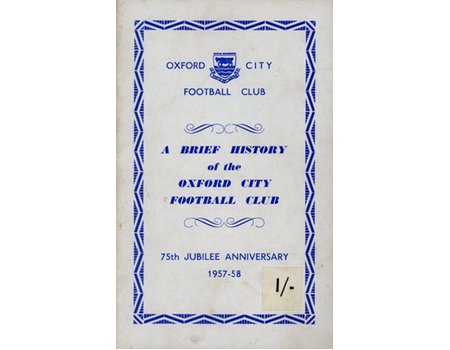 OXFORD CITY
FOOTBALL CLUB
A BRIEF HISTORY
of the
OXFORD CITY
FOOTBALL CLUB
75th JUBILEE ANNIVERSARY
1957-58
1/-